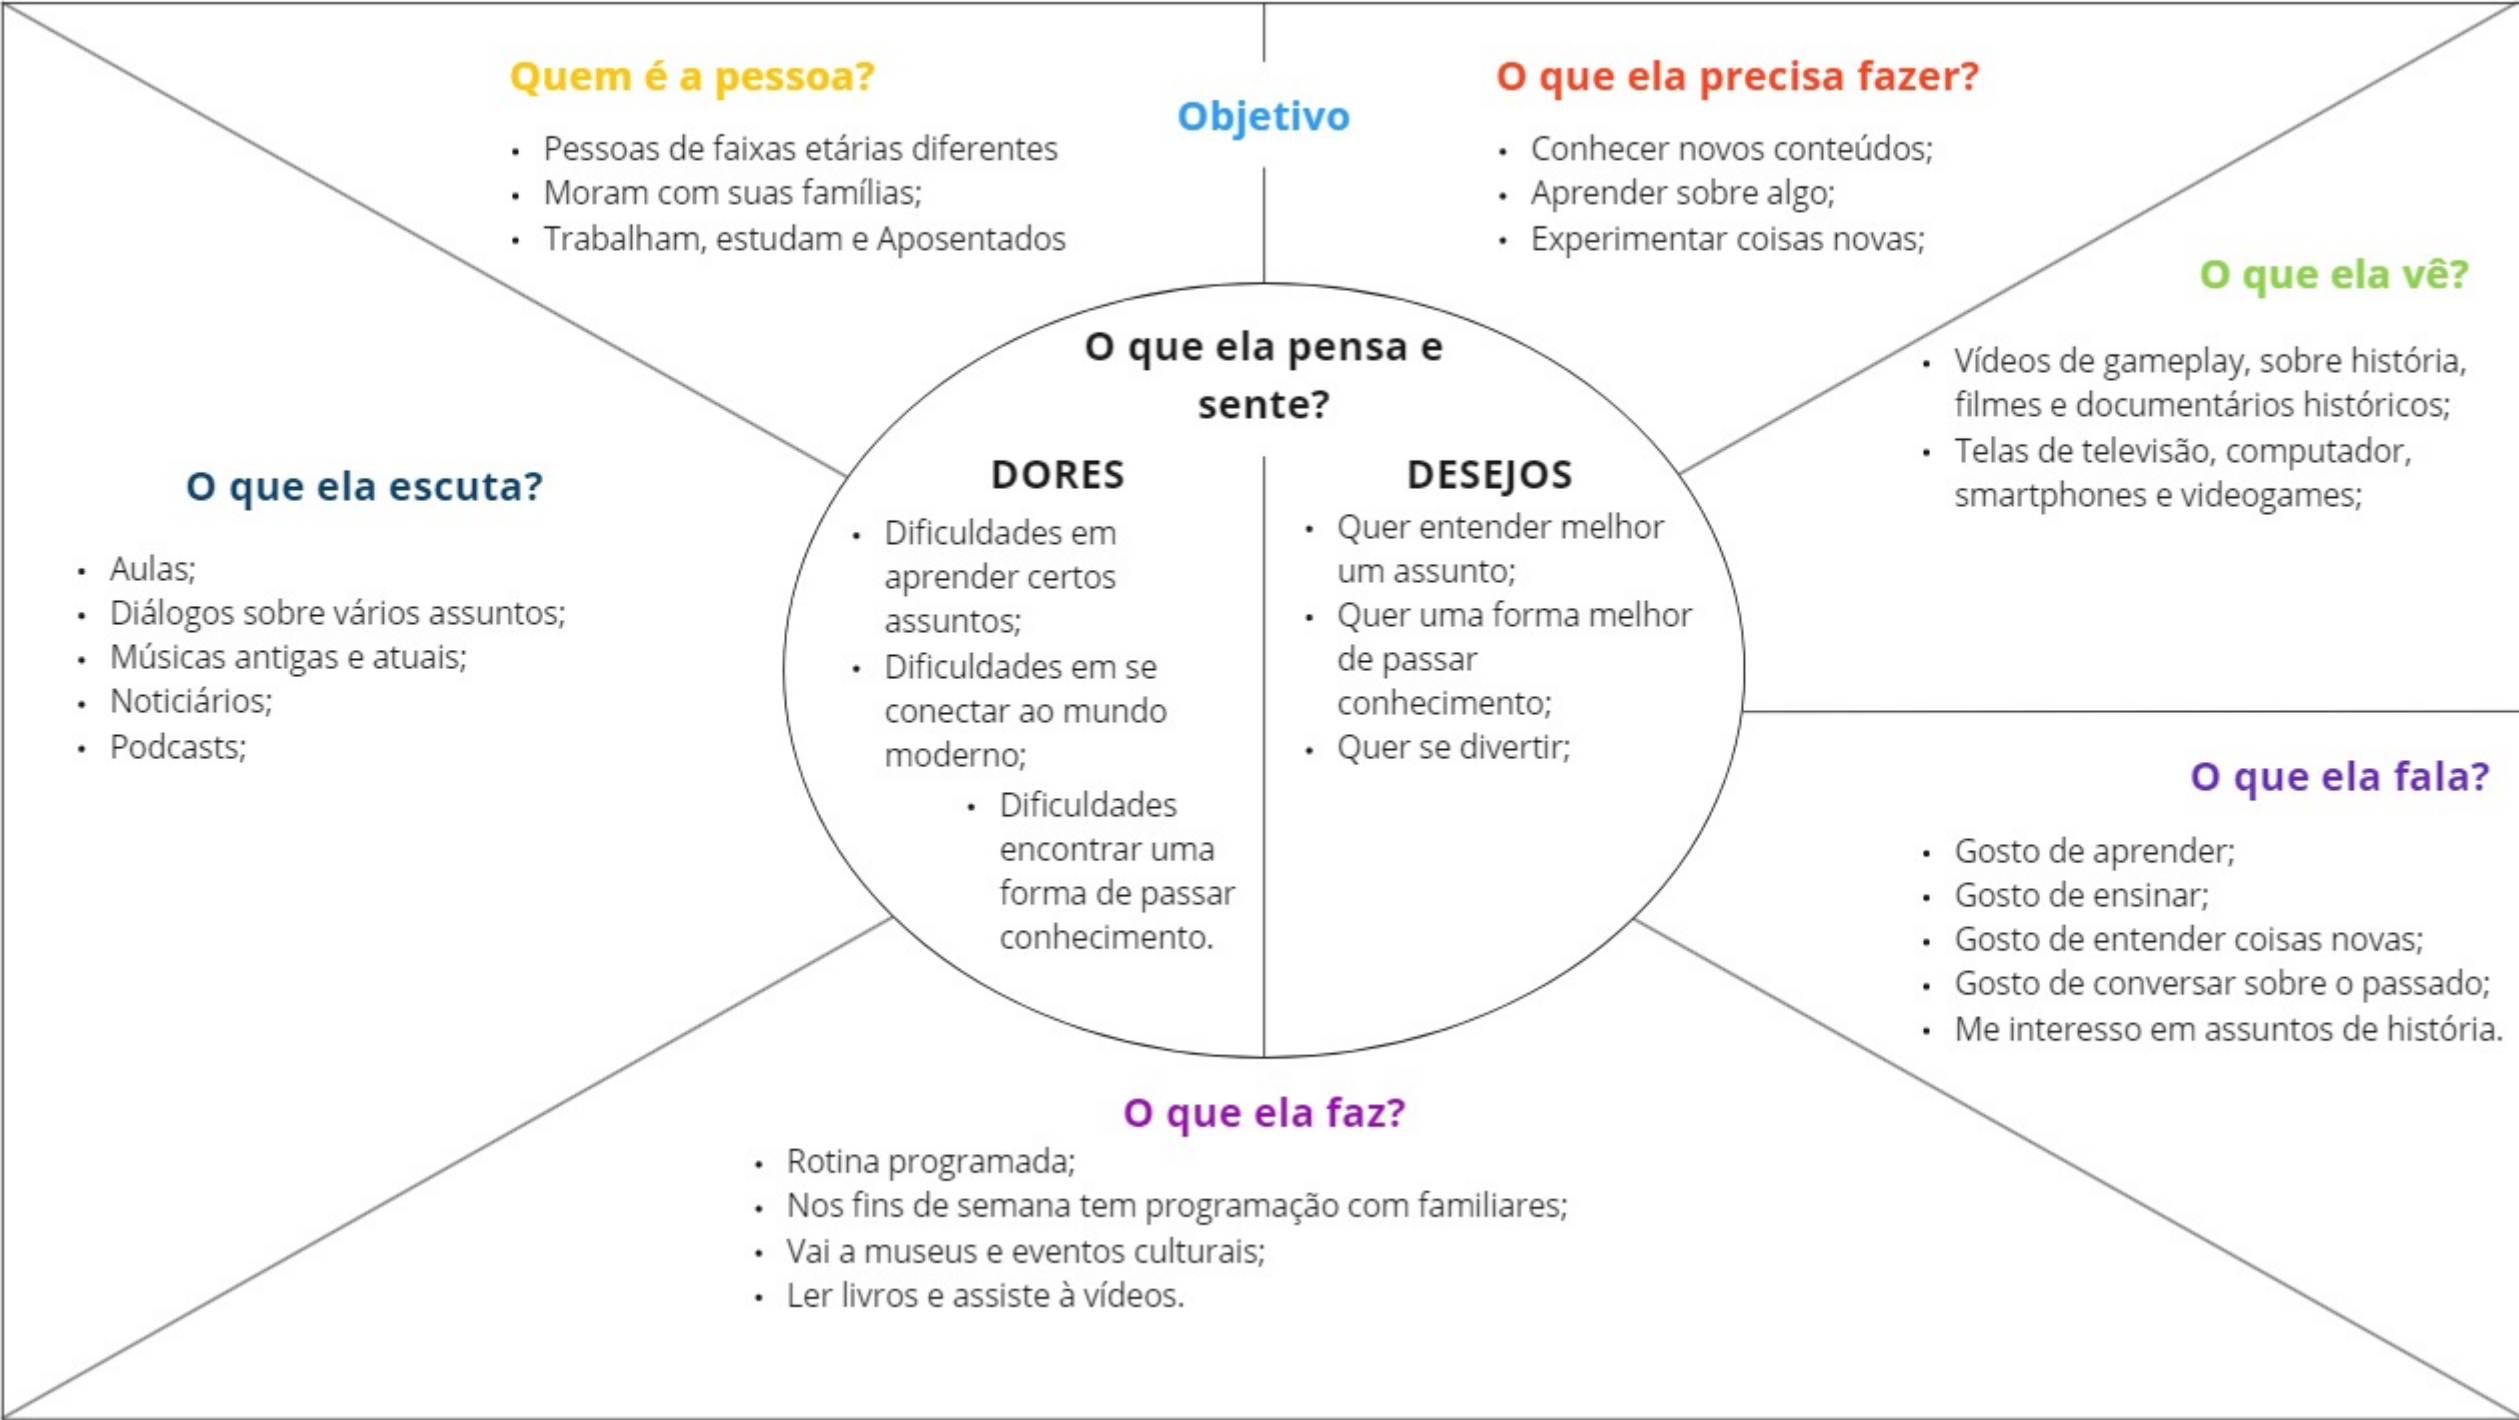 Quem é a pessoa?
• Pessoas de faixas etárias diferentes
• Moram com suas famílias;
• Trabalham, estudam e Aposentados
Objetivo
O que ela precisa fazer?
• Conhecer novos conteúdos;
• Aprender sobre algo;
• Experimentar coisas novas;
O que ela vê?
• Vídeos de gameplay, sobre história,
filmes e documentários históricos;
• Telas de televisão, computador,
smartphones e videogames;
O que ela pensa e
sente?
DORES
• Dificuldades em
aprender certos
assuntos;
• Dificuldades em se
conectar ao mundo
moderno;
• Dificuldades
encontrar uma
forma de passar
conhecimento.
DESEJOS
• Quer entender melhor
um assunto;
• Quer uma forma melhor
de passar
conhecimento;
• Quer se divertir;
O que ela escuta?
• Aulas;
• Diálogos sobre vários assuntos;
• Músicas antigas e atuais;
• Noticiários;
• Podcasts;
O que ela fala?
• Gosto de aprender;
• Gosto de ensinar;
• Gosto de entender coisas novas;
• Gosto de conversar sobre o passado;
• Me interesso em assuntos de história.
O que ela faz?
• Rotina programada;
• Nos fins de semana tem programação com familiares;
• Vai a museus e eventos culturais;
• Ler livros e assiste à vídeos.